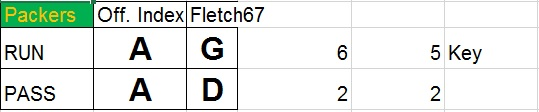 Packers Off. Index Fletch67
RUN A G 6 5 Key
PASS A D 2 2